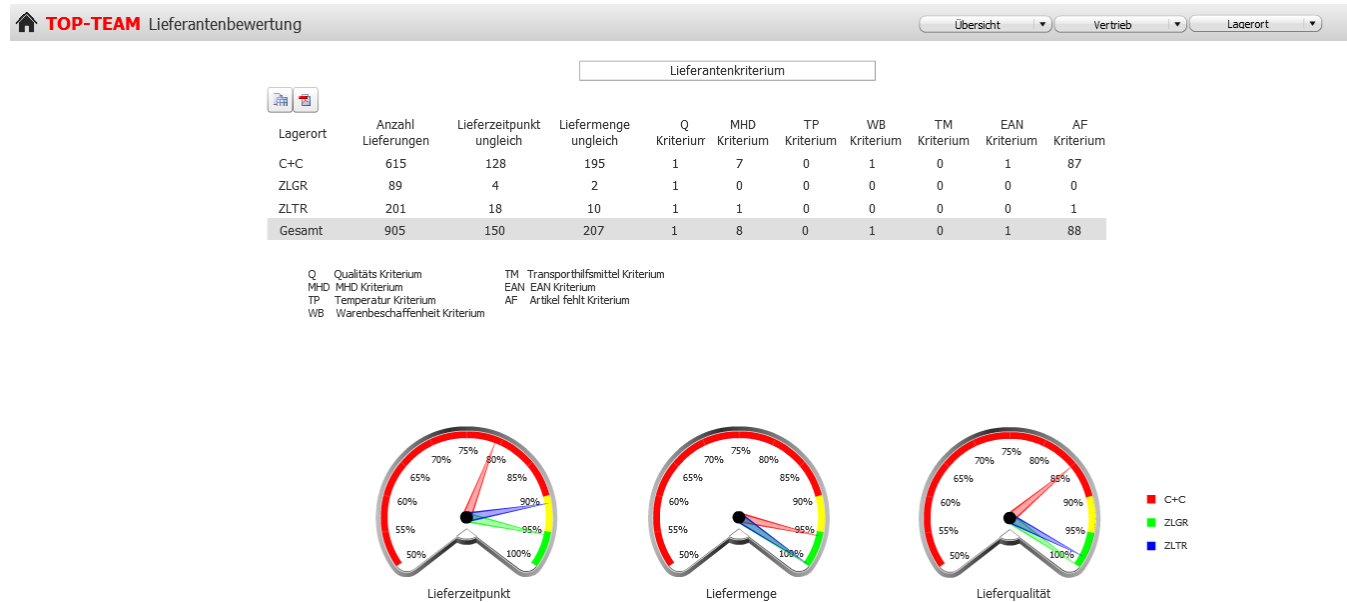 TOP-TEAM Lieferantenbewertung
Übersicht Vertrieb Lagerort
Lieferantenkriterium
Lagerort Anzahl Lieferungen Lieferzeitpunkt ungleich Liefermenge ungleich Q Kriterium MHD Kriterium TP Kriterium WB Kriterium TM Kriterium EAN Kriterium AF Kriterium
C+C 615 128 195 1 7 0 1 0 1 87
ZLGR 89 4 2 1 0 0 0 0 0 0
ZLTR 201 18 10 1 1 0 0 0 0 1
Gesamt 905 150 207 1 8 0 1 0 1 88
Q Qualitäts Kriterium TM Transporthilfsmittel Kriterium
MHD MHD Kriterium EAN EAN Kriterium
TP Temperatur Kriterium AF Artikel fehlt Kriterium
WB Warenbeschaffenheit Kriterium
50% 55% 60% 65% 70% 75% 80% 85% 90% 95% 100%
Lieferzeitpunkt
50% 55% 60% 65% 70% 75% 80% 85% 90% 95% 100%
Liefermenge
50% 55% 60% 65% 70% 75% 80% 85% 90% 95% 100%
Lieferqualität
C+C
ZLGR
ZLTR